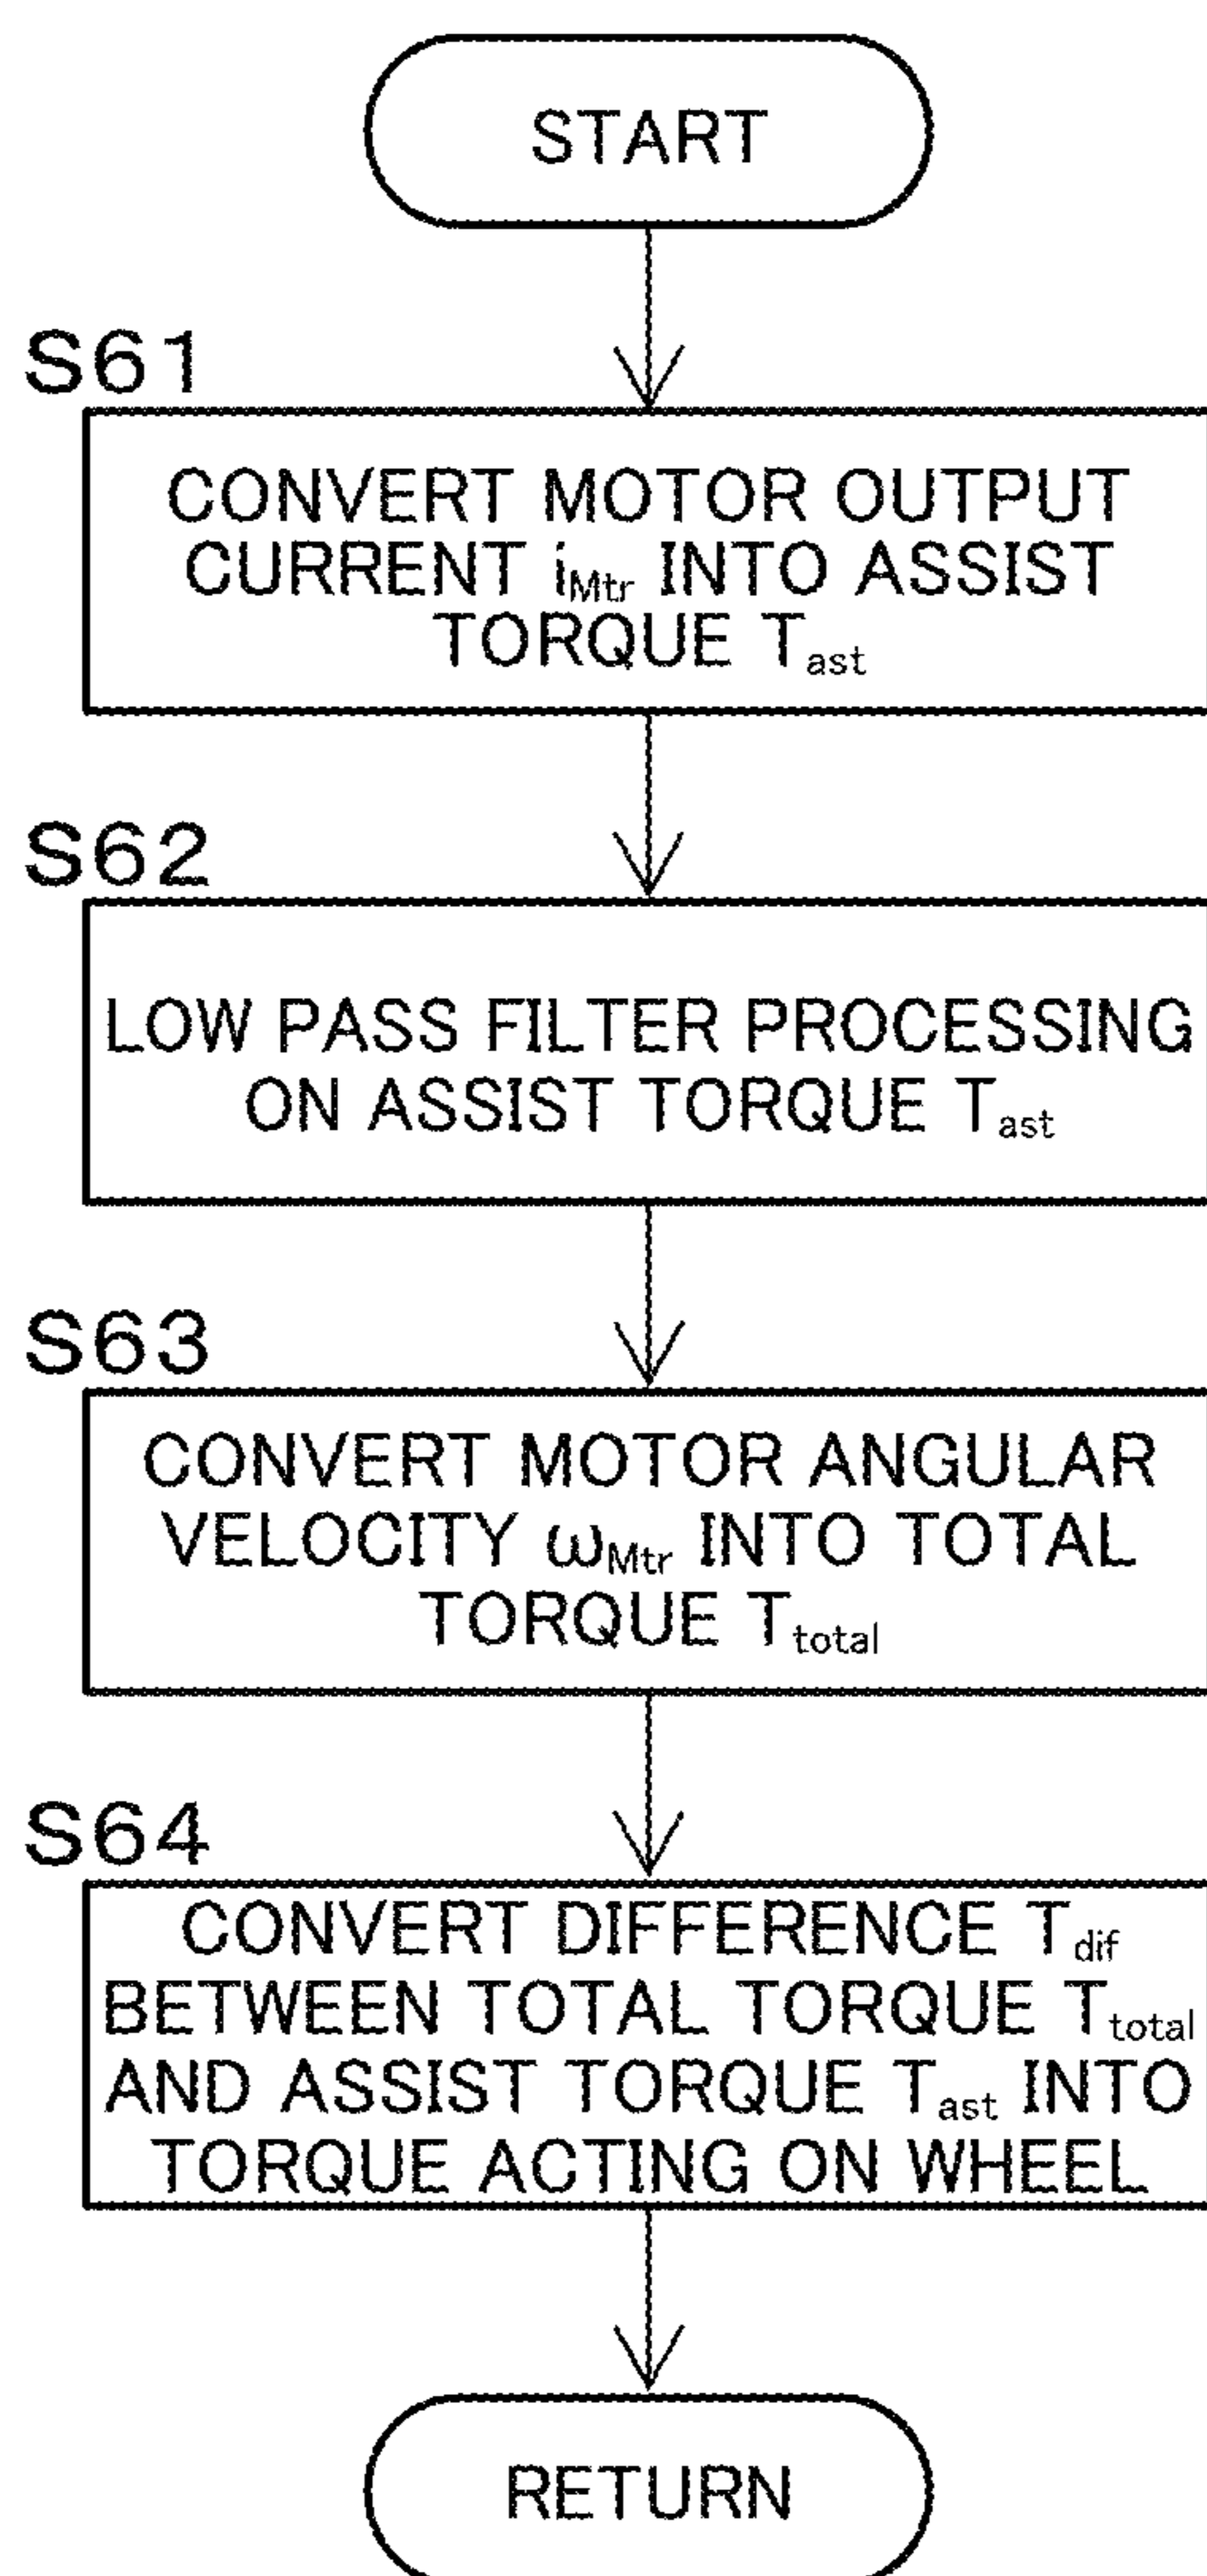 START
S61
CONVERT MOTOR OUTPUT
CURRENT iMtr INTO ASSIST
TORQUE Tast
S62
LOW PASS FILTER PROCESSING
ON ASSIST TORQUE Tast
S63
CONVERT MOTOR ANGULAR
VELOCITY ωMtr INTO TOTAL
TORQUE Ttotal
S64
CONVERT DIFFERENCE Tdif
BETWEEN TOTAL TORQUE Ttotal
AND ASSIST TORQUE Tast INTO
TORQUE ACTING ON WHEEL
RETURN